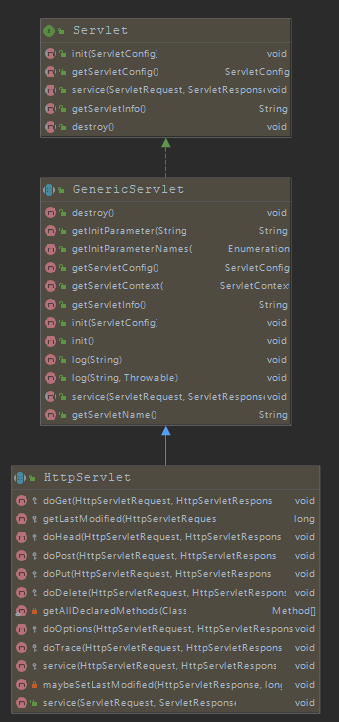 Servlet
init(ServletConfig) void
getServletConfig() ServletConfig
service(ServletRequest, ServletResponse void
getServletInfo() String
destroy() void
GenericServlet
destroy() void
getInitParameter(String String
getInitParameterNames( Enumeration
getServletConfig() ServletConfig
getServletContext( ServletContext
getServletInfo() String
init(ServletConfig) void
init() void
log(String) void
log(String, Throwable) void
service(ServletRequest, ServletResponse void
getServletName() String
HttpServlet
doGet(HttpServletRequest, HttpServletRespons void
getLastModified(HttpServletReques long
doHead(HttpServletRequest, HttpServletRespons void
doPost(HttpServletRequest, HttpServletRespons void
doPut(HttpServletRequest, HttpServletRespons void
doDelete(HttpServletRequest, HttpServletRespons void
getAllDeclaredMethods(Class Method[]
doOptions(HttpServletRequest, HttpServletRespons void
doTrace(HttpServletRequest, HttpServletRespons void
service(HttpServletRequest, HttpServletRespons void
maybeSetLastModified(HttpServletResponse, long void
service(ServletRequest, ServletResponse void